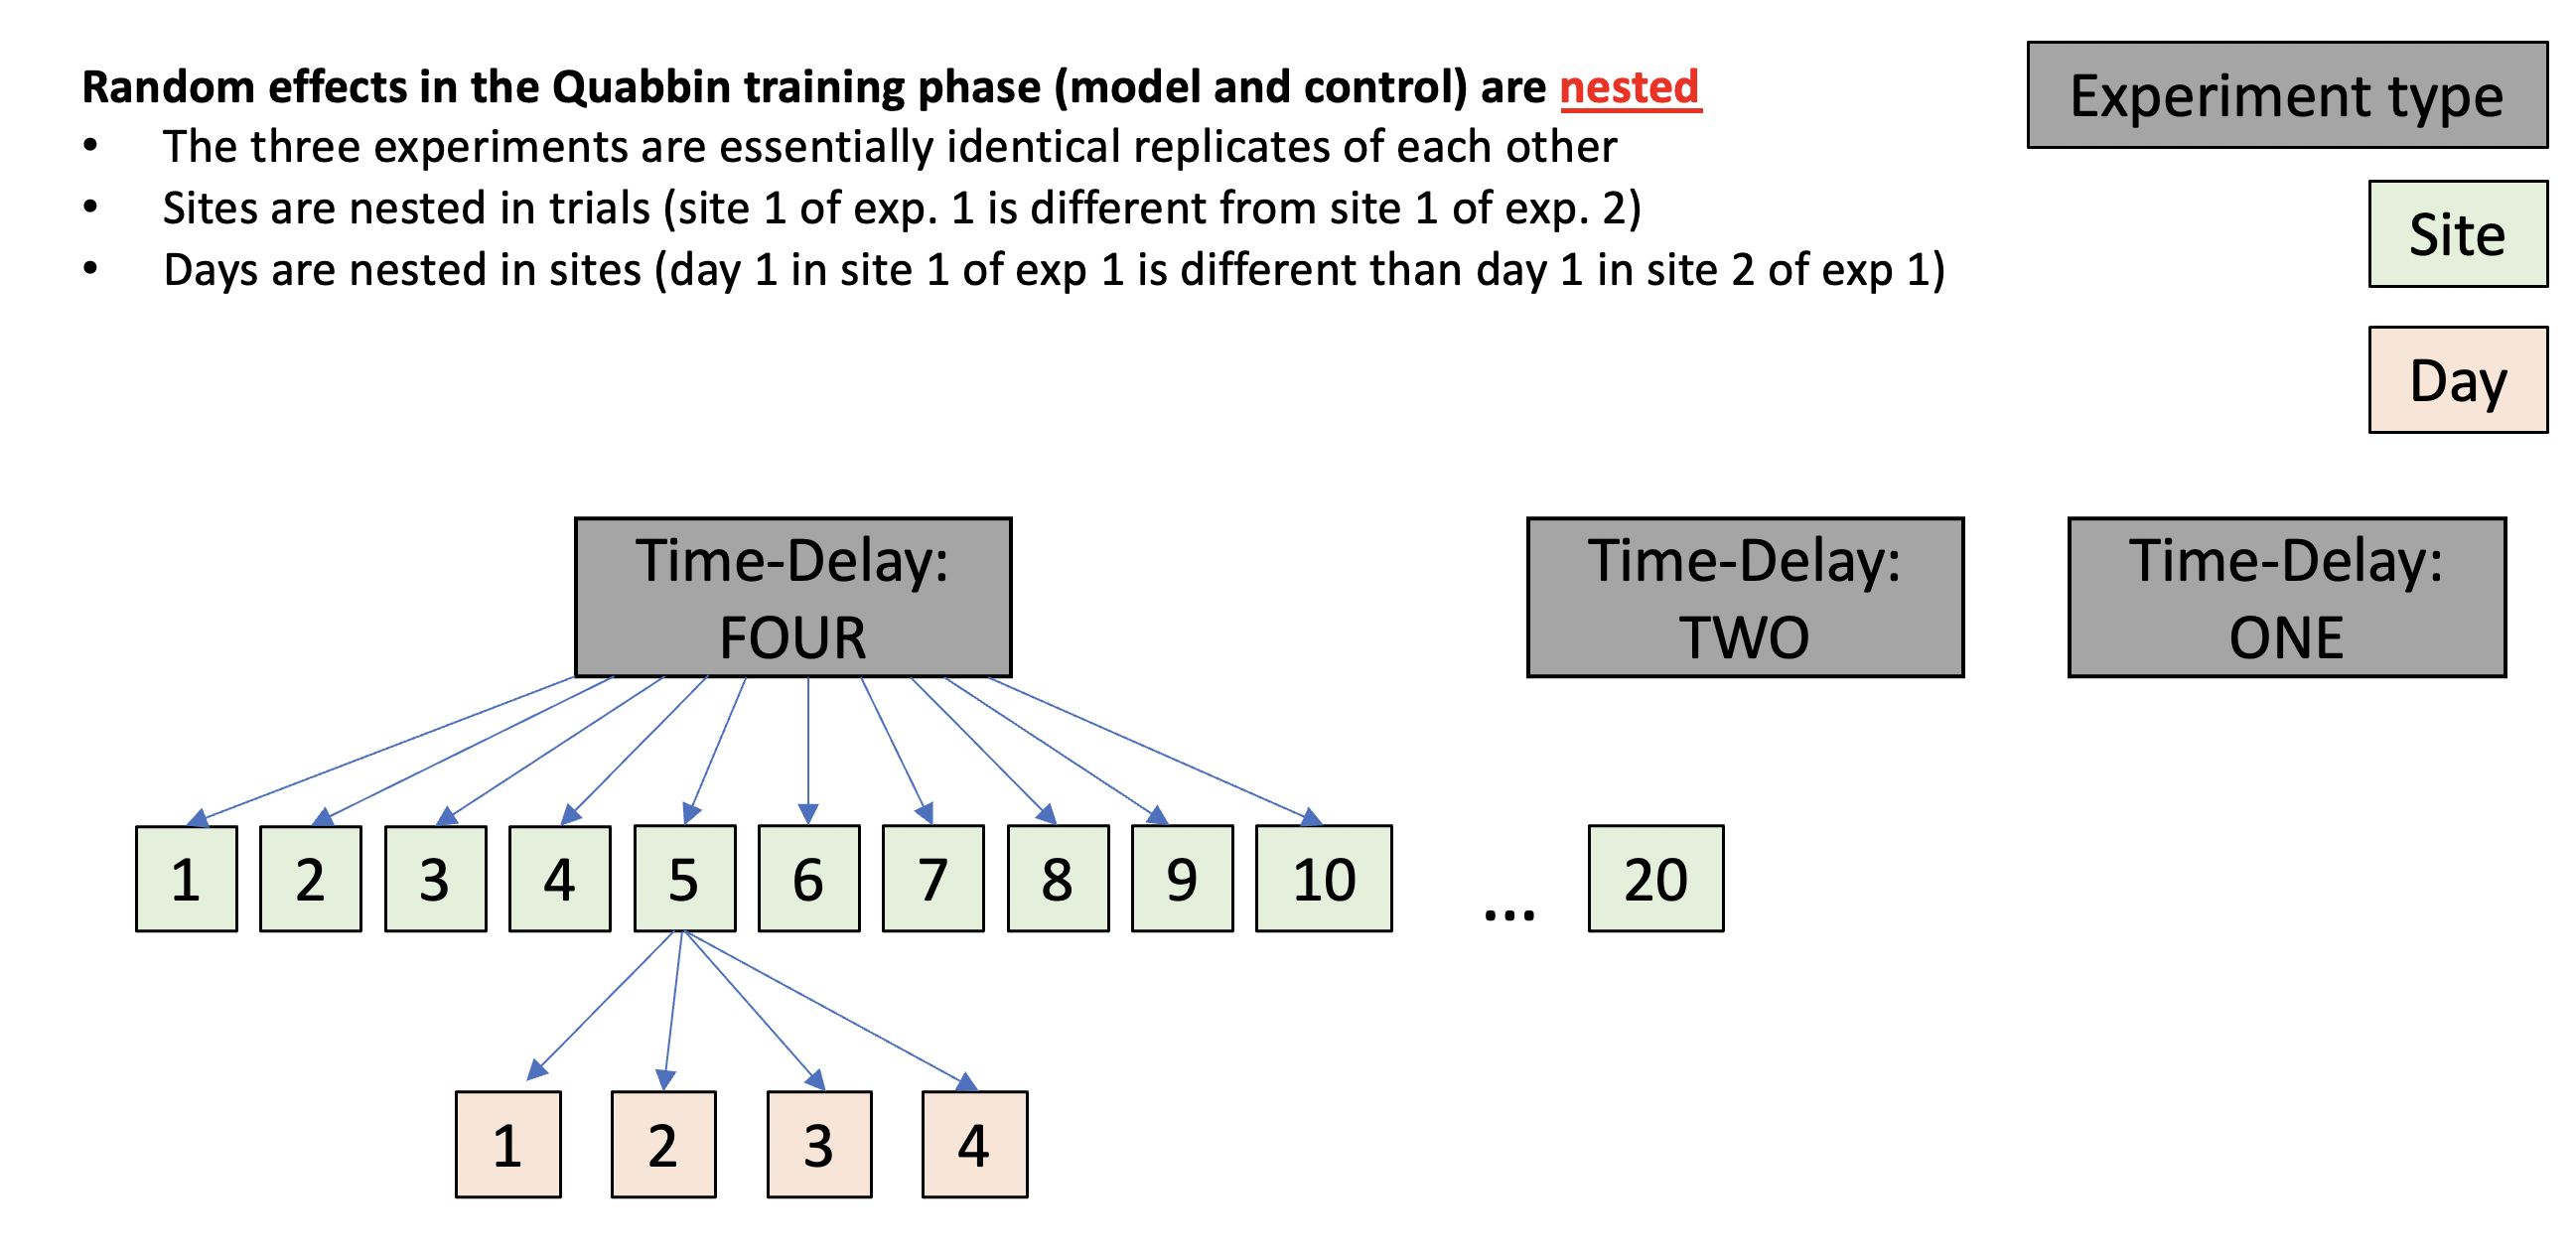 Random effects in the Quabbin training phase (model and control) are nested
• The three experiments are essentially identical replicates of each other
• Sites are nested in trials (site 1 of exp. 1 is different from site 1 of exp. 2)
• Days are nested in sites (day 1 in site 1 of exp 1 is different than day 1 in site 2 of exp 1)
Experiment type
Site
Day
Time-Delay:
FOUR
Time-Delay:
TWO
Time-Delay:
ONE
1 2 3 4 5 6 7 8 9 10 ... 20
1 2 3 4